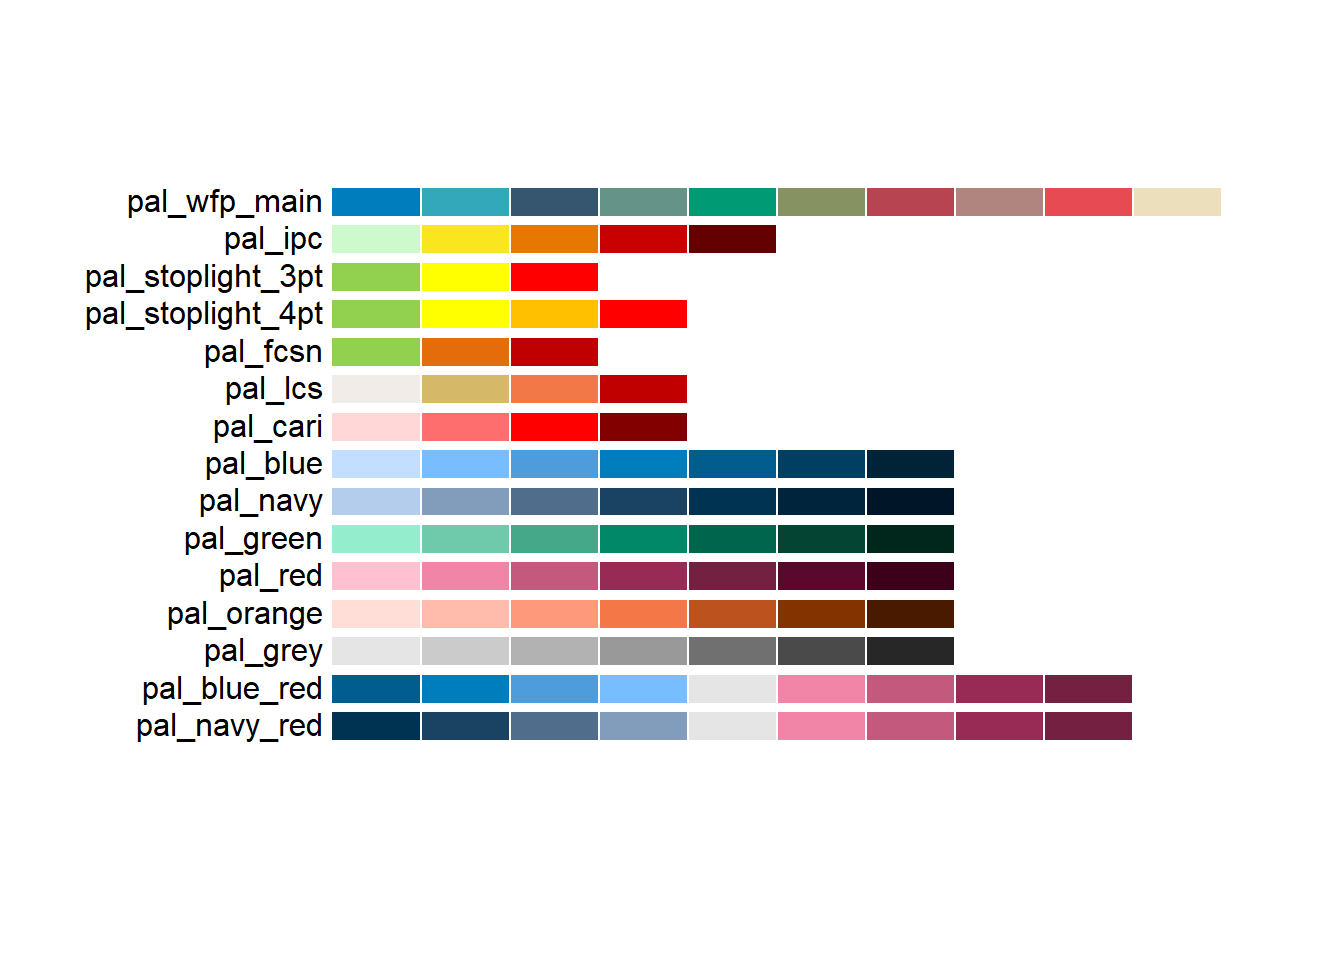 pal_wfp_main
pal_ipc
pal_stoplight_3pt
pal_stoplight_4pt
pal_fcsn
pal_lcs
pal_cari
pal_blue
pal_navy
pal_green
pal_red
pal_orange
pal_grey
pal_blue_red
pal_navy_red